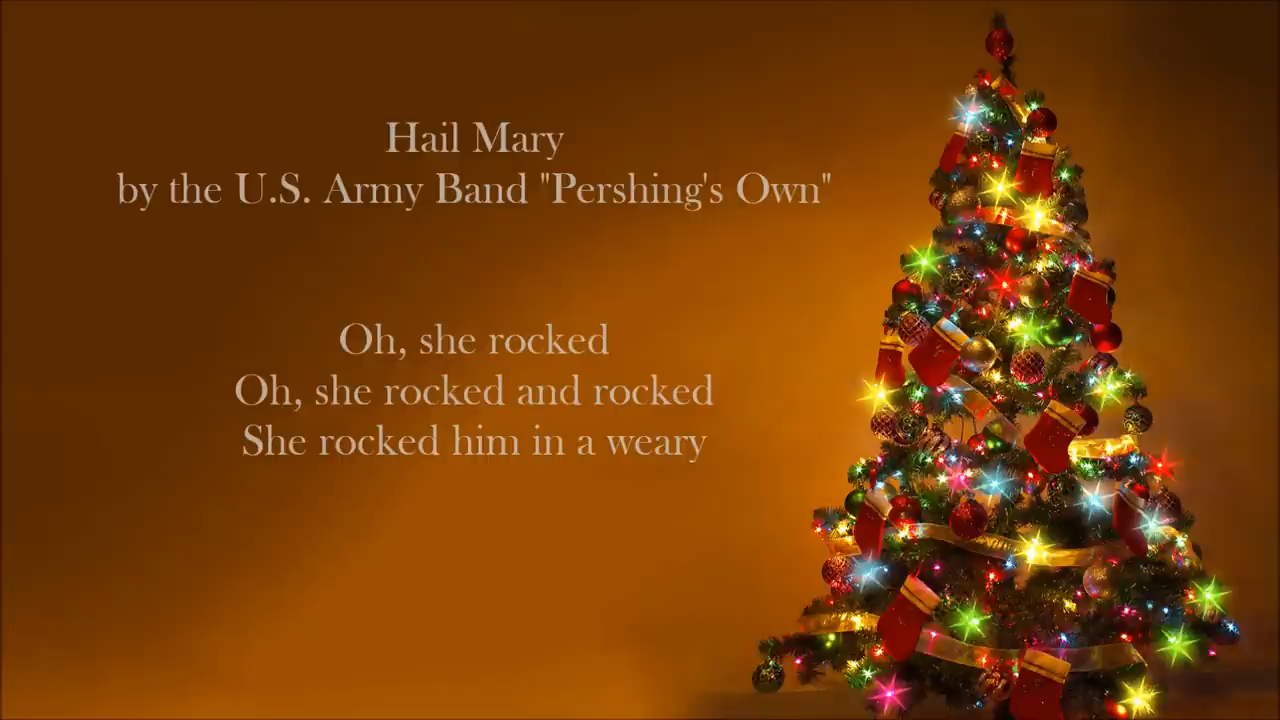 Hail Mary
by the U.S. Army Band "Pershing's Own"
Oh, she rocked
Oh, she rocked and rocked
She rocked him in a weary